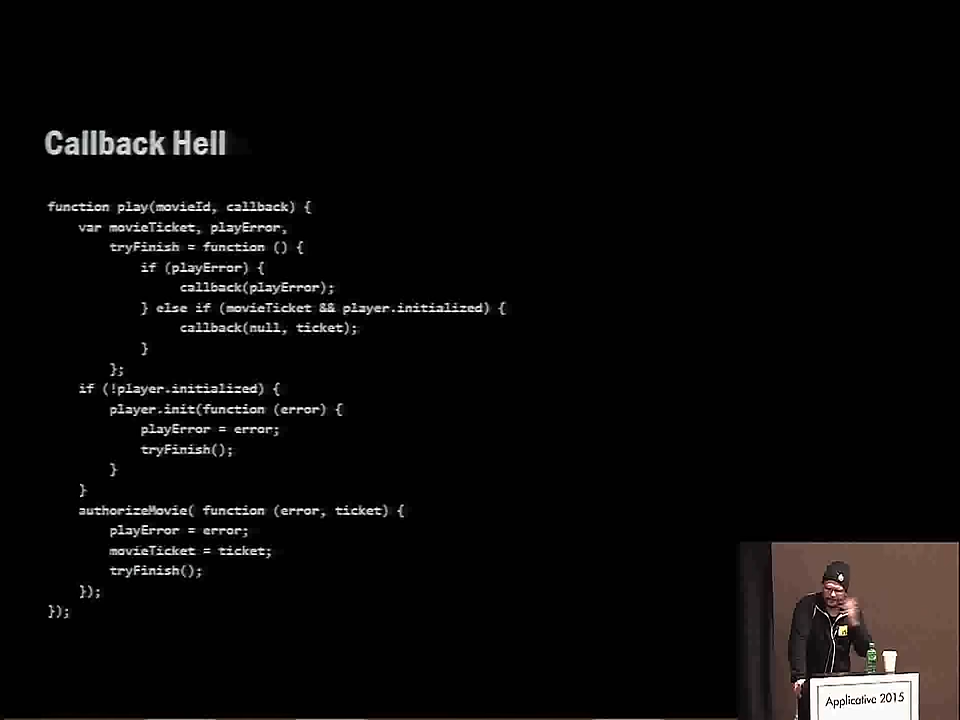 Callback Hell
function play(movieId, callback) {
    var movieTicket, playError,
        tryFinish = function () {
            if (playError) {
                callback(playError);
            } else if (movieTicket && player.initialized) {
                callback(null, ticket);
            }
        };
    if (!player.initialized) {
        player.init(function (error) {
            playError = error;
            tryFinish();
        }
    }
    authorizeMovie( function (error, ticket) {
        playError = error;
        movieTicket = ticket;
        tryFinish();
    });
});
Applicative 2015